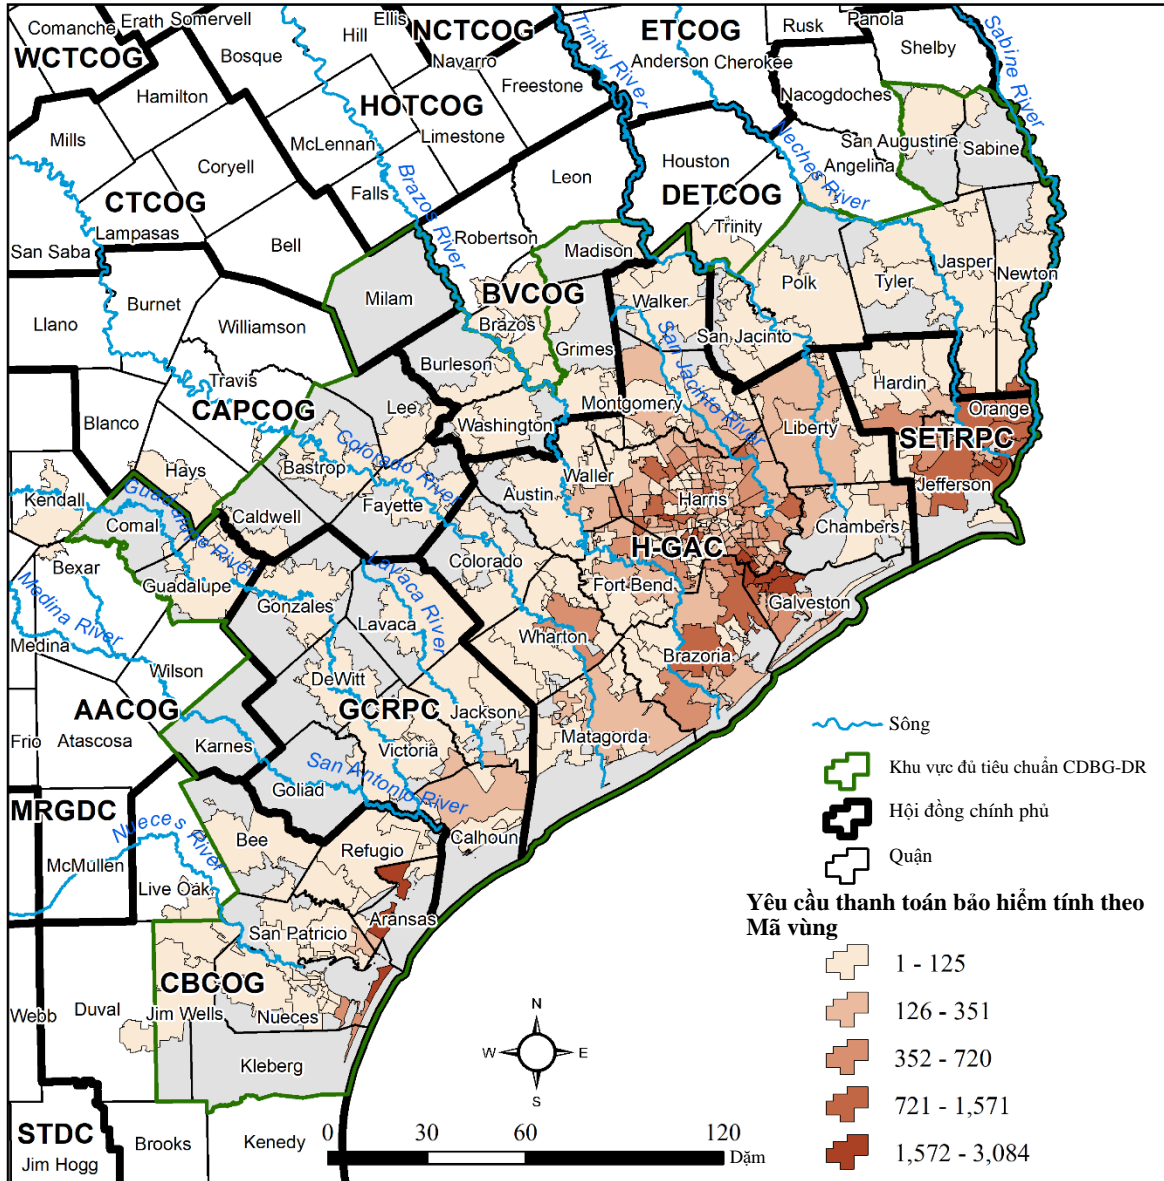 Comanche
Erath
Somervell
Ellis
Hill
NCTCOG
Navarro
Trinity River
ETCOG
Anderson
Cherokee
Rusk
Panola
Shelby
Sabine River
WCTCOG
Bosque
Hamilton
HOTCOG
Freestone
Limestone
McLennan
Nacogdoches
San Augustine
Sabine
Angelina
Neches River
Mills
Coryell
Falls
Brazos River
Leon
Houston
DETCOG
Trinity
CTCOG
Lampasas
San Saba
Bell
Robertson
Madison
Jasper
Newton
Tyler
Polk
Burnet
Milam
BVCOG
Walker
Llano
Williamson
Brazos
San Jacinto
Grimes
San Jacinto River
Burleson
Travis
Hardin
Orange
Blanco
CAPCOG
Lee
Washington
Montgomery
Liberty
SETRPC
Jefferson
Hays
Bastrop
Colorado River
Waller
Kendall
Guadalupe River
Comal
Caldwell
Fayette
Austin
Harris
Chambers
Bexar
Medina River
Guadalupe
Gonzales
Lavaca River
Colorado
H-GAC
Fort Bend
Galveston
Lavaca
Wharton
Medina
Wilson
Brazoria
DeWitt
AACOG
Frio
Atascosa
Karnes
GCRPC
Jackson
Matagorda
Victoria
Goliad
San Antonio River
MRGDC
Nueces River
Bee
Refugio
Calhoun
McMullen
Live Oak
Aransas
San Patricio
CBCOG
Webb
Duval
Jim Wells
Nueces
Kleberg
STDC
Jim Hogg
Brooks
Kenedy
N
W
E
S
0 30 60 120
Dặm
Sông
Khu vực đủ tiêu chuẩn CDBG-DR
Hội đồng chính phủ
Quận
Yêu cầu thanh toán bảo hiểm tính theo
Mã vùng
1 - 125
126 - 351
352 - 720
721 - 1,571
1,572 - 3,084